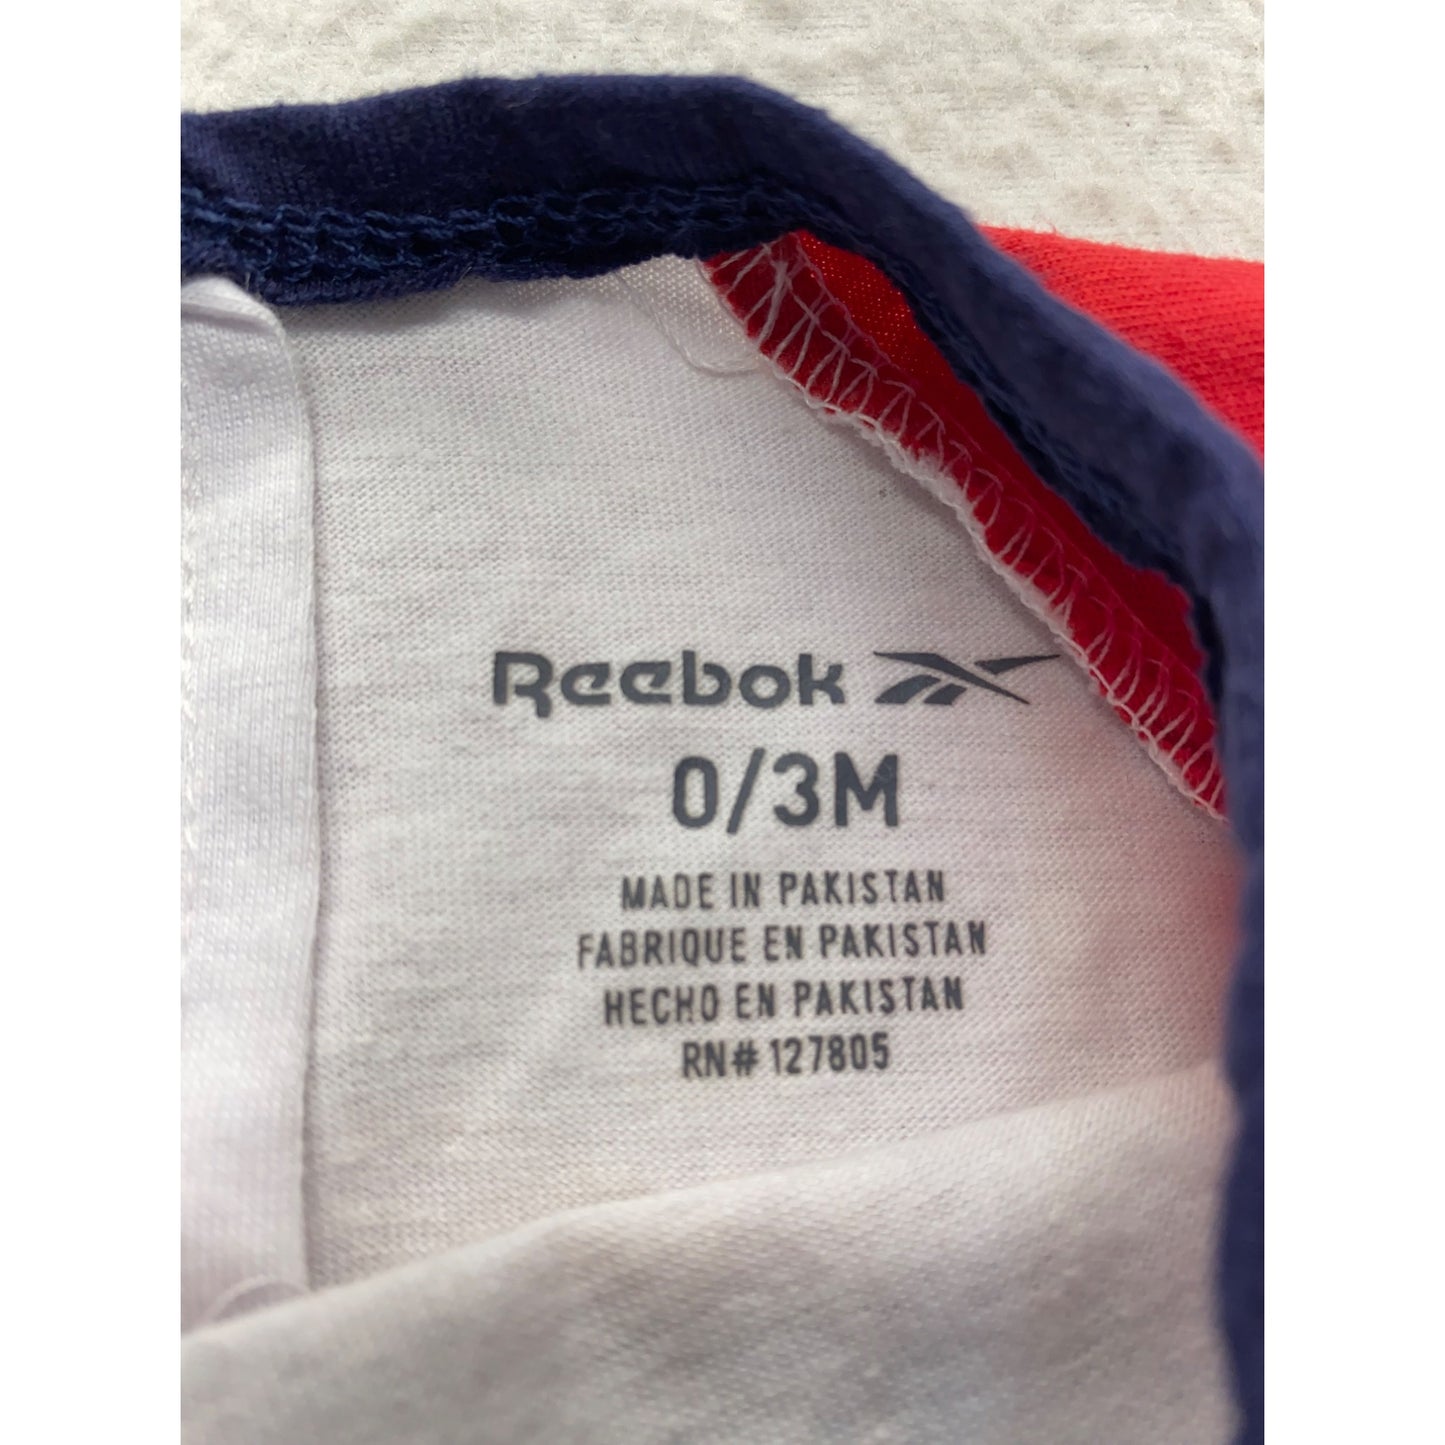 Reebok
0/3M
MADE IN PAKISTAN
FABRIQUE EN PAKISTAN
HECHO EN PAKISTAN
RN# 127805